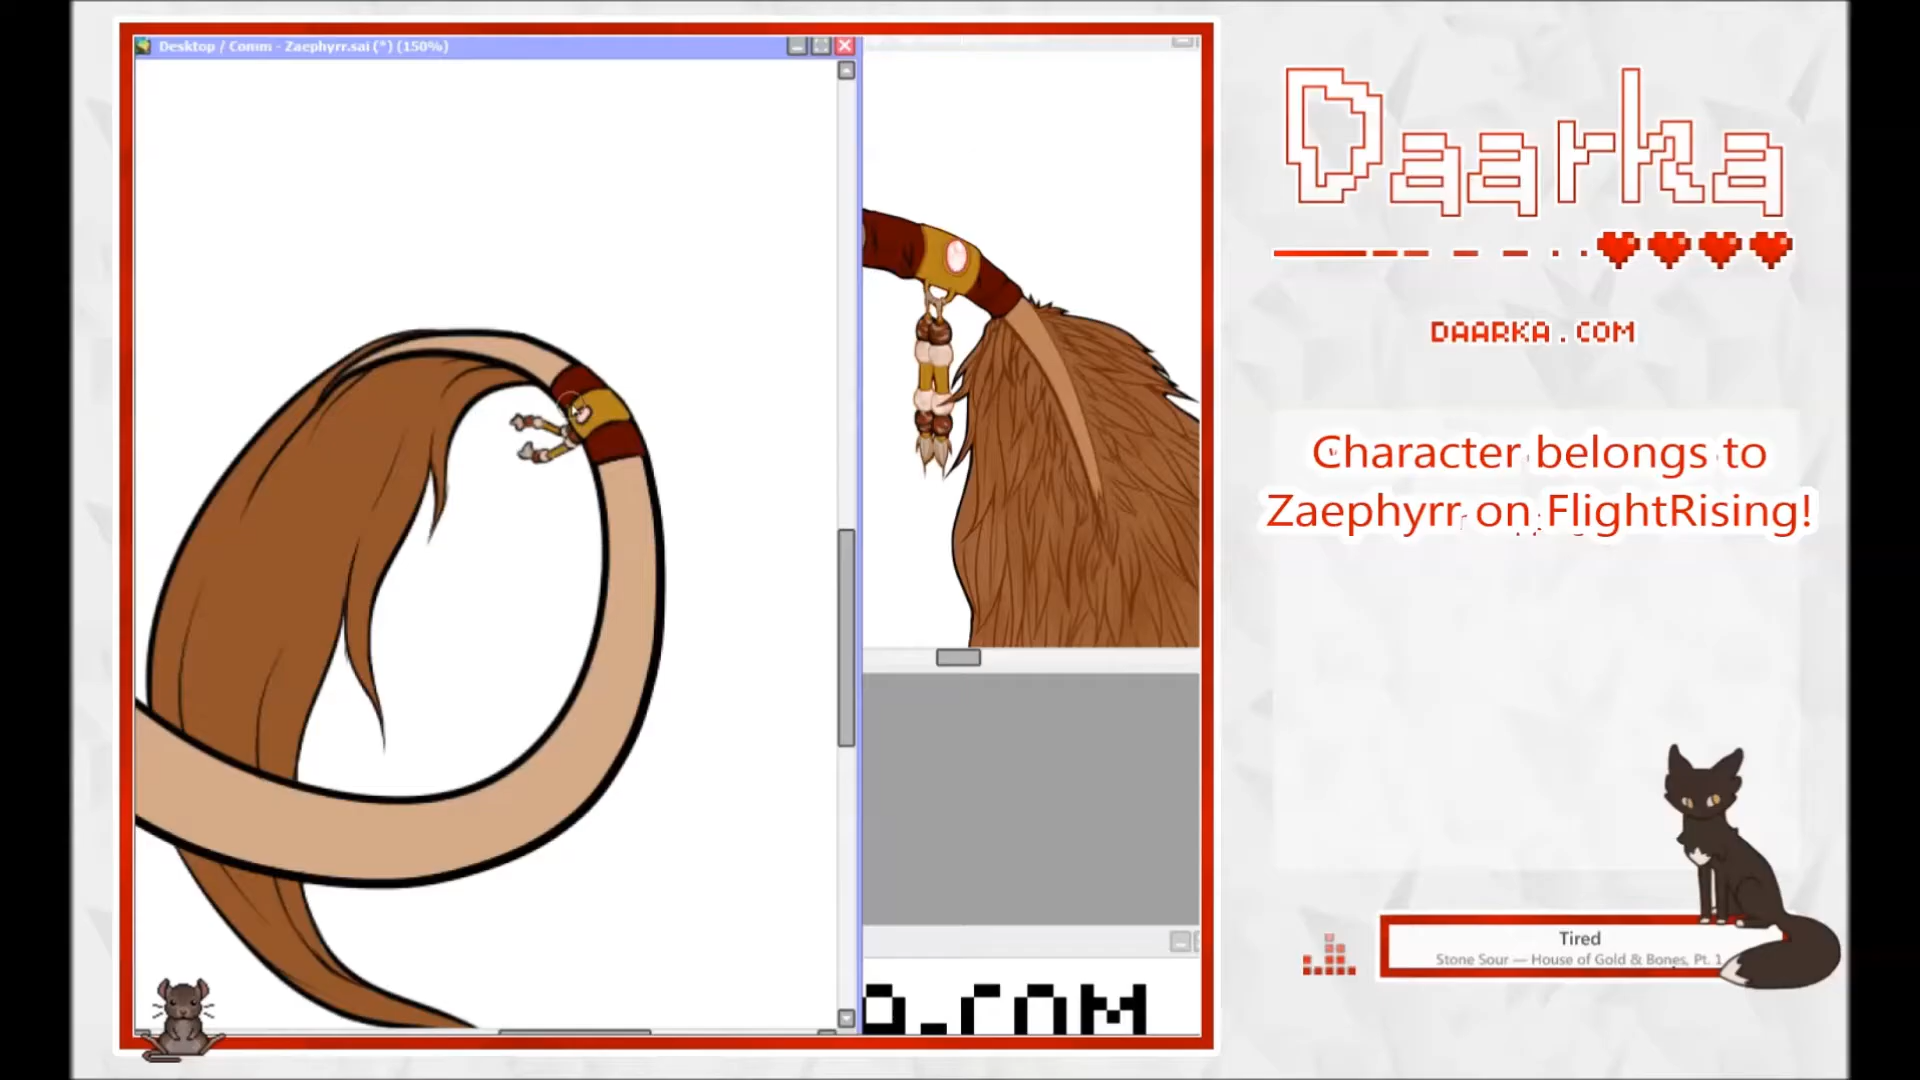 Desktop / Comm - Zaephyrr.sai (*) (150%)
Daarka
DAARKA.COM
Character belongs to
Zaephyrr on FlightRising!
Tired
Stone Sour — House of Gold & Bones, Pt. 1
a.com